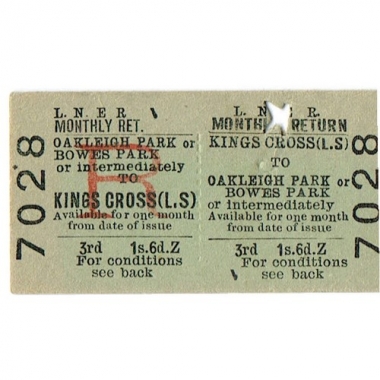 7028
L. N. E R
MONTHLY RET.
OAKLEIGH PARK or
BOWES PARK
or intermediately
TO
KINGS CROSS(L.S)
Available for one month
from date of issue
3rd 1s.6d.Z
For conditions
see back
R
L. N. E. R.
MONTHLY RETURN
KINGS CROSS(L.S)
TO
OAKLEIGH PARK or
BOWES PARK
or intermediately
Available for one month
from date of issue
3rd 1s.6d.Z
For conditions
see back
7028